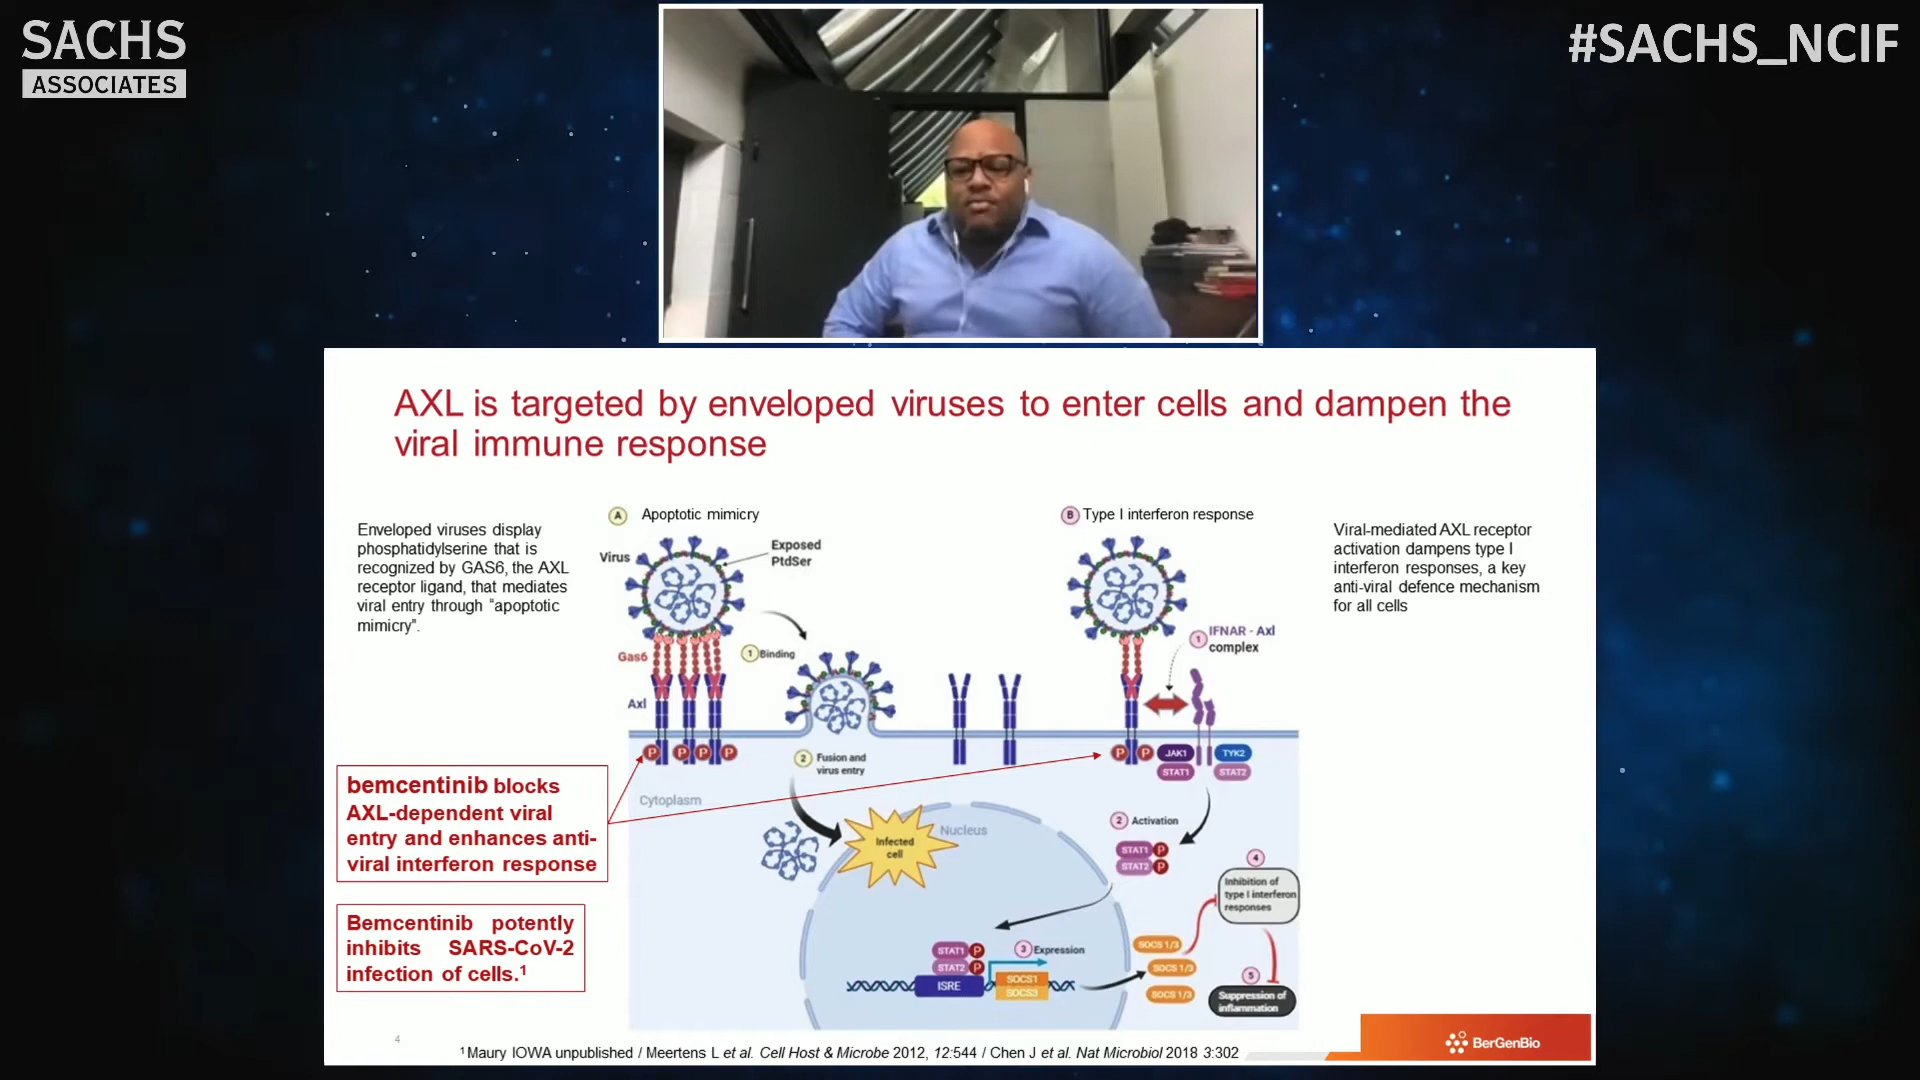 SACHS
ASSOCIATES
#SACHS_NCIF
AXL is targeted by enveloped viruses to enter cells and dampen the
viral immune response
Enveloped viruses display
phosphatidylserine that is
recognized by GAS6, the AXL
receptor ligand, that mediates
viral entry through "apoptotic
mimicry".
A Apoptotic mimicry
Virus
Exposed
PtdSer
Gas6
1 Binding
Axl
P P P P
2 Fusion and
virus entry
Cytoplasm
Nucleus
Infected
cell
B Type I interferon response
1 IFNAR - Axl
complex
P P JAK1 TYK2
STAT1 STAT2
2 Activation
STAT1 P
STAT2 P
4
Inhibition of
type I interferon
responses
STAT1 P
STAT2 P
3 Expression
ISRE
SOCS1
SOCS3
SOCS 1/3
SOCS 1/3
SOCS 1/3
5
Suppression of
inflammation
Viral-mediated AXL receptor
activation dampens type I
interferon responses, a key
anti-viral defence mechanism
for all cells
bemcentinib blocks
AXL-dependent viral
entry and enhances anti-
viral interferon response
Bemcentinib potently
inhibits SARS-CoV-2
infection of cells.1
4
1 Maury IOWA unpublished / Meertens L et al. Cell Host & Microbe 2012, 12:544 / Chen J et al. Nat Microbiol 2018 3:302
BerGenBio